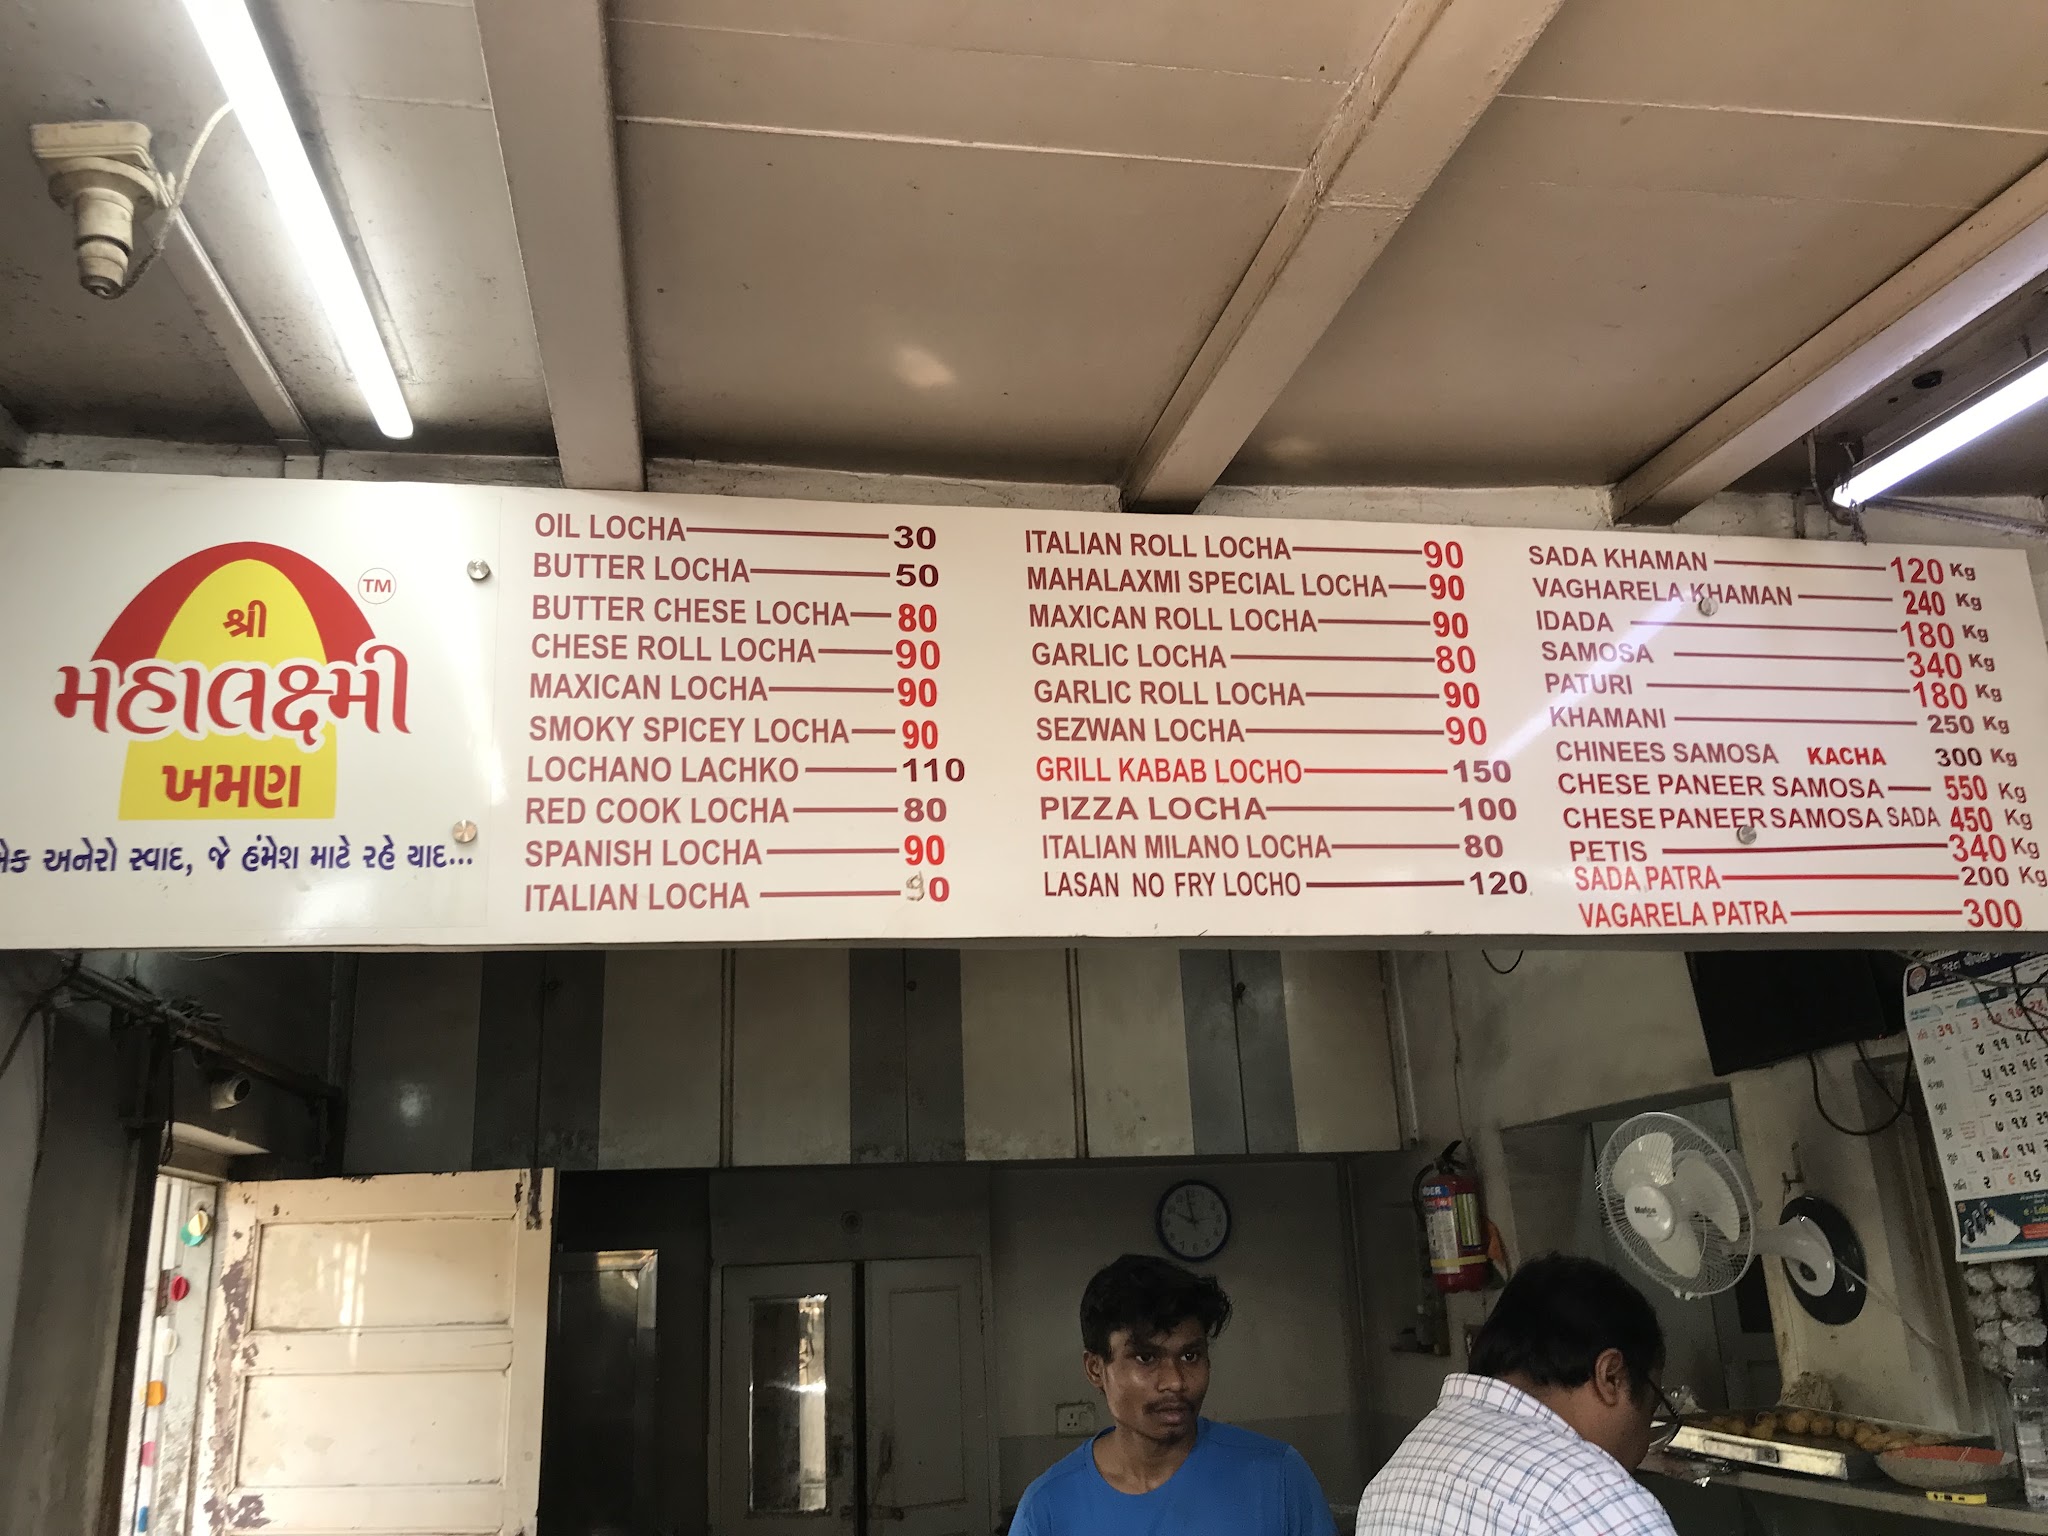 શ્રી
TM
મહાલક્ષ્મી
ખમણ
અનેરો સ્વાદ, જે હંમેશ માટે રહે યાદ...
OIL LOCHA 30
BUTTER LOCHA 50
BUTTER CHESE LOCHA 80
CHESE ROLL LOCHA 90
MAXICAN LOCHA 90
SMOKY SPICEY LOCHA 90
LOCHANO LACHKO 110
RED COOK LOCHA 80
SPANISH LOCHA 90
ITALIAN LOCHA 90
ITALIAN ROLL LOCHA 90
MAHALAXMI SPECIAL LOCHA 90
MAXICAN ROLL LOCHA 90
GARLIC LOCHA 80
GARLIC ROLL LOCHA 90
SEZWAN LOCHA 90
GRILL KABAB LOCHO 150
PIZZA LOCHA 100
ITALIAN MILANO LOCHA 80
LASAN NO FRY LOCHO 120
SADA KHAMAN 120 Kg
VAGHARELA KHAMAN 240 Kg
IDADA 180 Kg
SAMOSA 340 Kg
PATURI 180 Kg
KHAMANI 250 Kg
CHINEES SAMOSA KACHA 300 Kg
CHESE PANEER SAMOSA 550 Kg
CHESE PANEER SAMOSA SADA 450 Kg
PETIS 340 Kg
SADA PATRA 200 Kg
VAGARELA PATRA 300